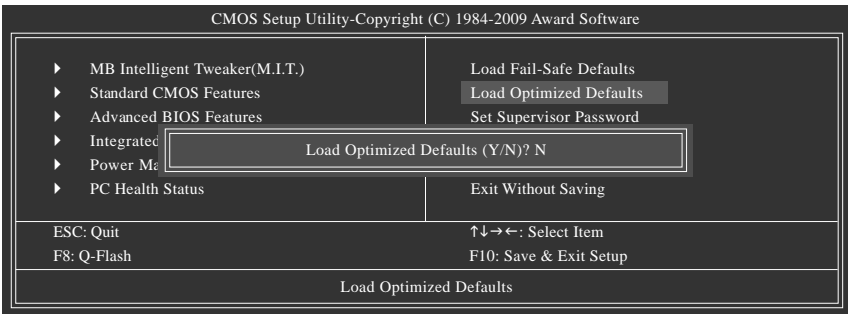 CMOS Setup Utility-Copyright (C) 1984-2009 Award Software
MB Intelligent Tweaker(M.I.T.)
Standard CMOS Features
Advanced BIOS Features
Integrated
Power Ma
PC Health Status
Load Fail-Safe Defaults
Load Optimized Defaults
Set Supervisor Password
Exit Without Saving
Load Optimized Defaults (Y/N)? N
ESC: Quit
F8: Q-Flash
↑↓→←: Select Item
F10: Save & Exit Setup
Load Optimized Defaults